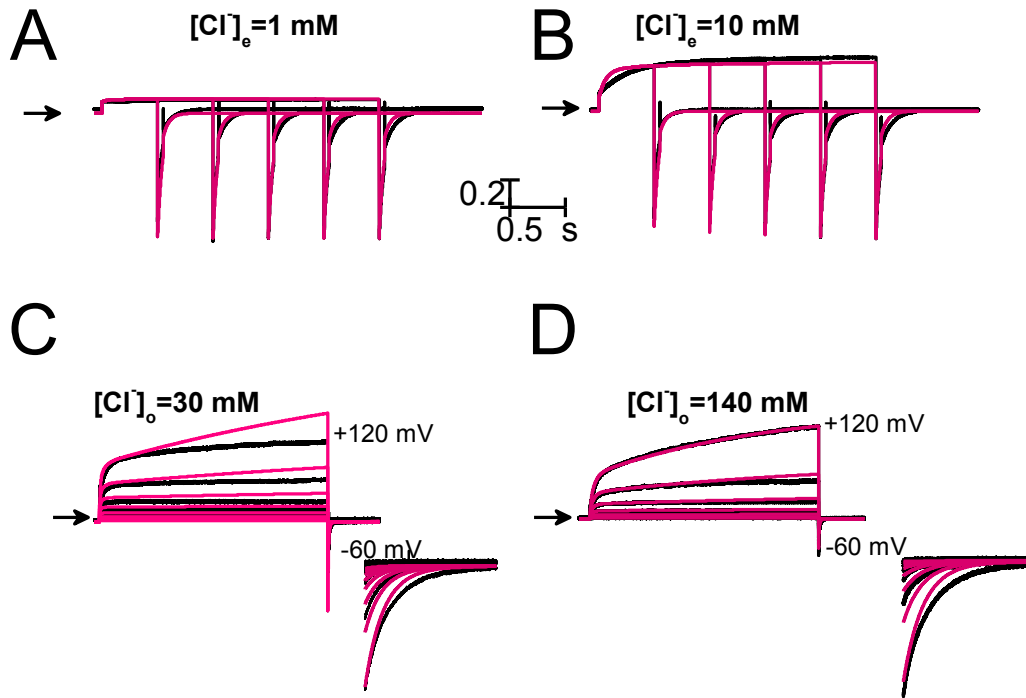 A
[Cl-]e=1 mM
B
[Cl-]e=10 mM
0.2
0.5 s
C
[Cl-]o=30 mM
+120 mV
-60 mV
D
[Cl-]o=140 mM
+120 mV
-60 mV